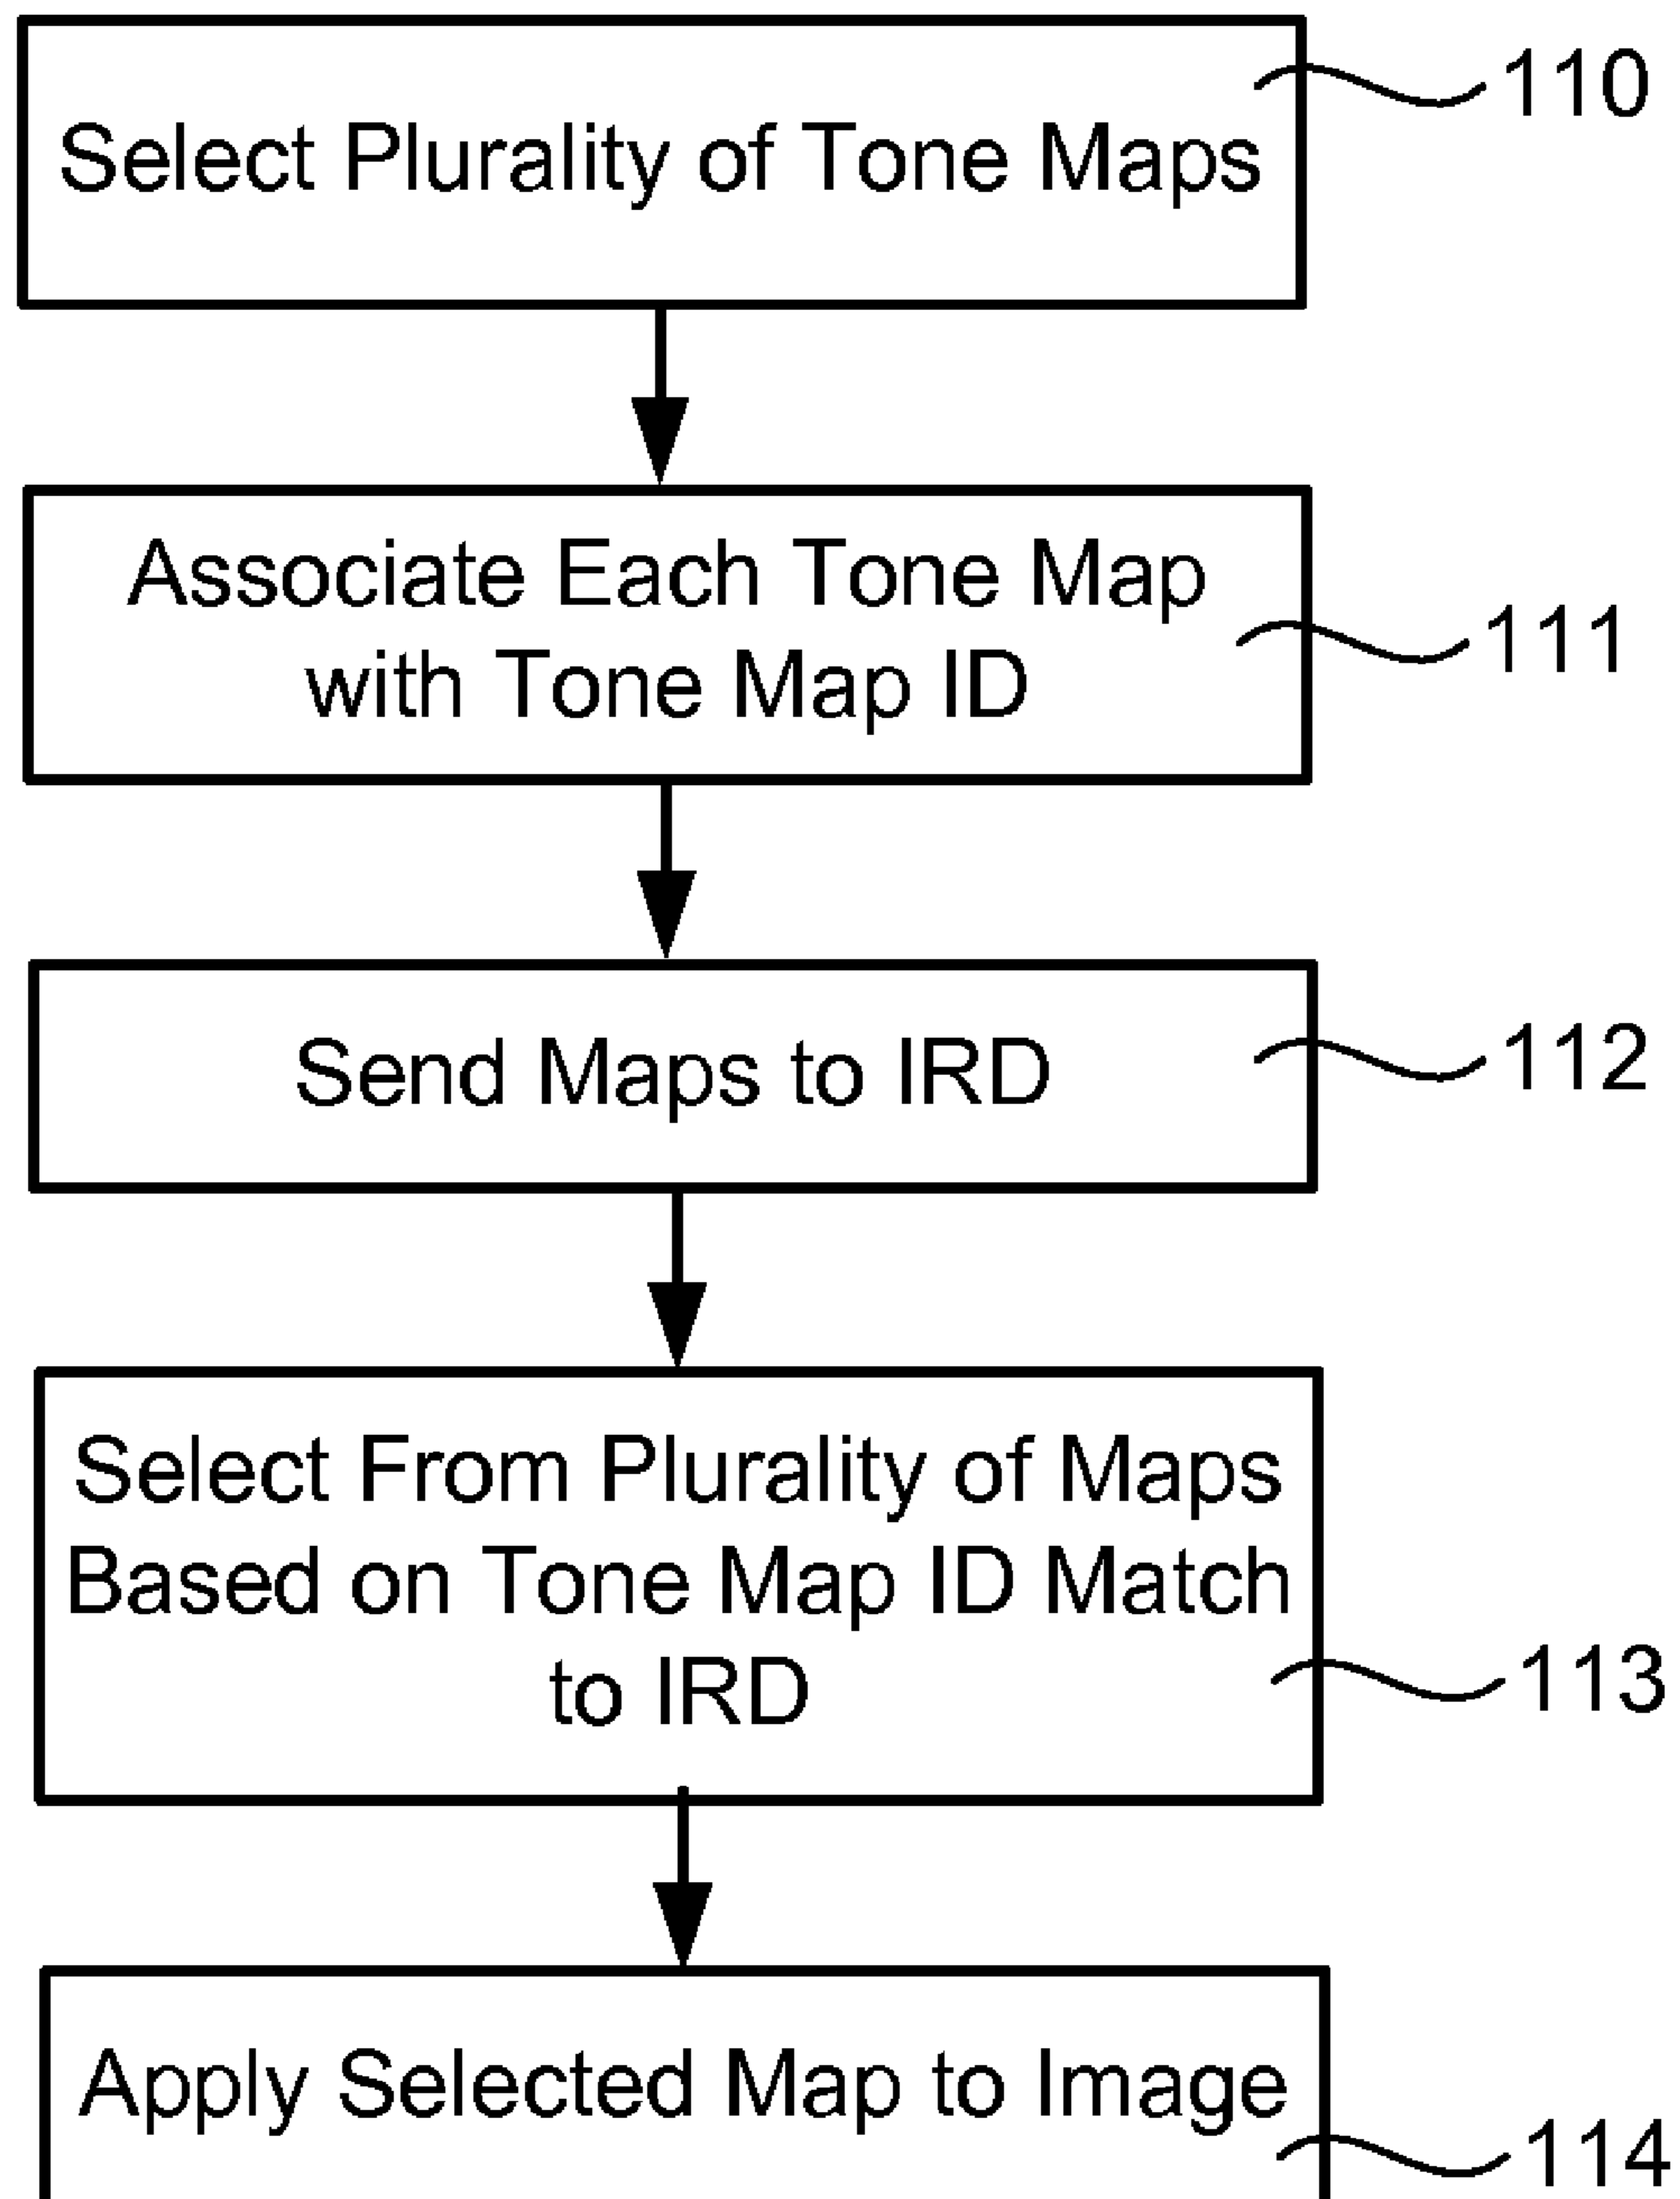 Select Plurality of Tone Maps
110
Associate Each Tone Map
with Tone Map ID
111
Send Maps to IRD
112
Select From Plurality of Maps
Based on Tone Map ID Match
to IRD
113
Apply Selected Map to Image
114